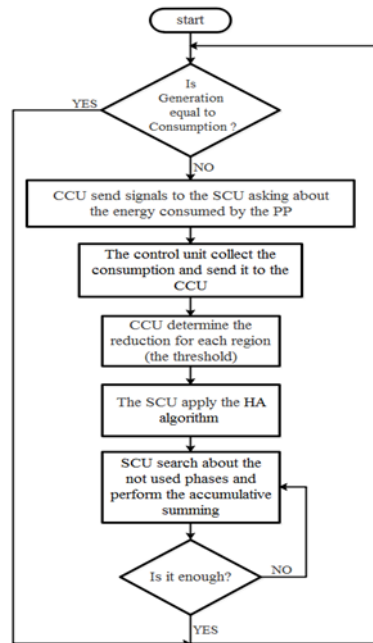 start
Is
Generation
equal to
Consumption ?
YES
NO
CCU send signals to the SCU asking about
the energy consumed by the PP
The control unit collect the
consumption and send it to the
CCU
CCU determine the
reduction for each region
(the threshold)
The SCU apply the HA
algorithm
SCU search about the
not used phases and
perform the accumulative
summing
Is it enough?
NO
YES